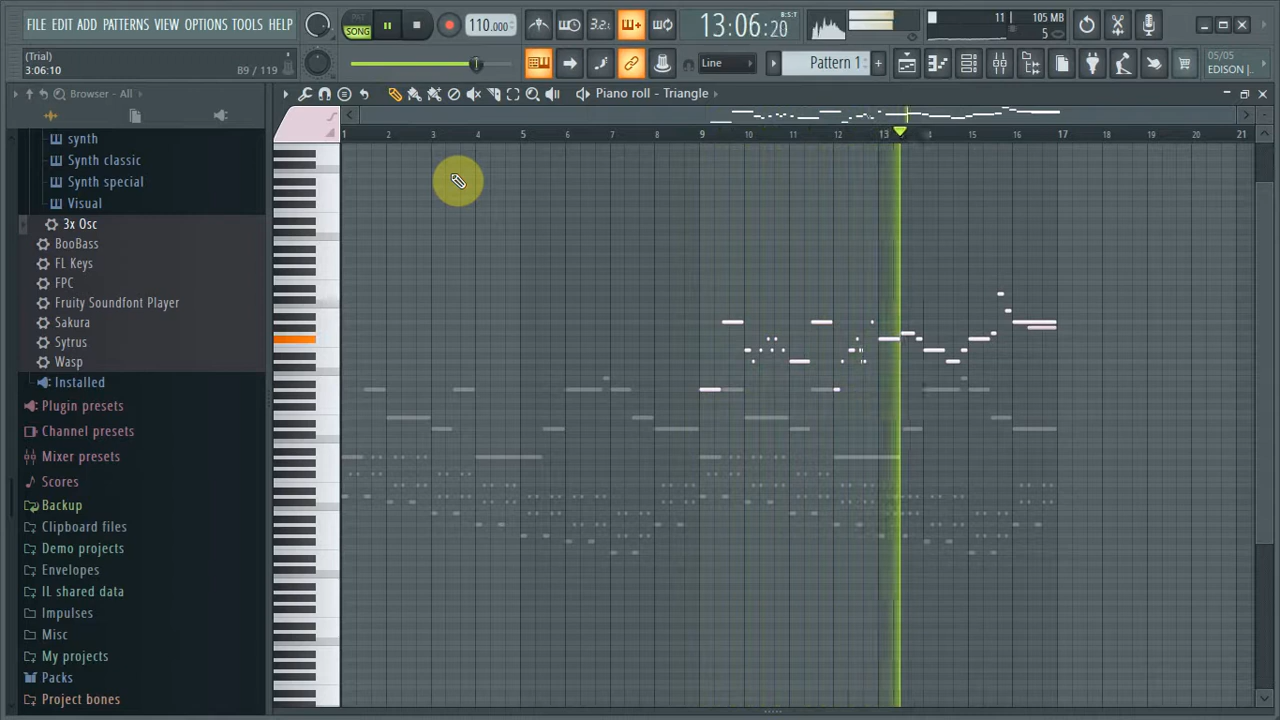 FILE EDIT ADD PATTERNS VIEW OPTIONS TOOLS HELP
(Trial)
3:06:10 B9 / 119
SONG
110.000
3.2
13:06:20 B:S:T
11 105 MB
5
Line
Pattern 1
05/05
EDISON |
Browser - All
Piano roll - Triangle
1 2 3 4 5 6 7 8 9 10 11 12 13 14 15 16 17 18 19 20 21
synth
Synth classic
Synth special
Visual
3x Osc
BooBass
FL Keys
FPC
Fruity Soundfont Player
Sakura
Sytrus
Wasp
Installed
Plugin presets
Channel presets
Mixer presets
Scores
Backup
Clipboard files
Demo projects
Envelopes
IL shared data
Impulses
Misc
My projects
Packs
Project bones